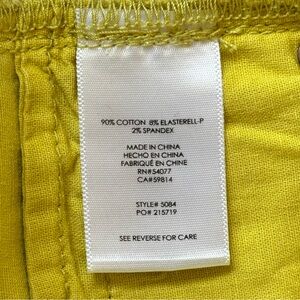 90% COTTON 8% ELASTERELL-P
2% SPANDEX
MADE IN CHINA
HECHO EN CHINA
FABRIQUÉ EN CHINE
RN#54077
CA#59814
STYLE# 5084
PO# 215719
SEE REVERSE FOR CARE